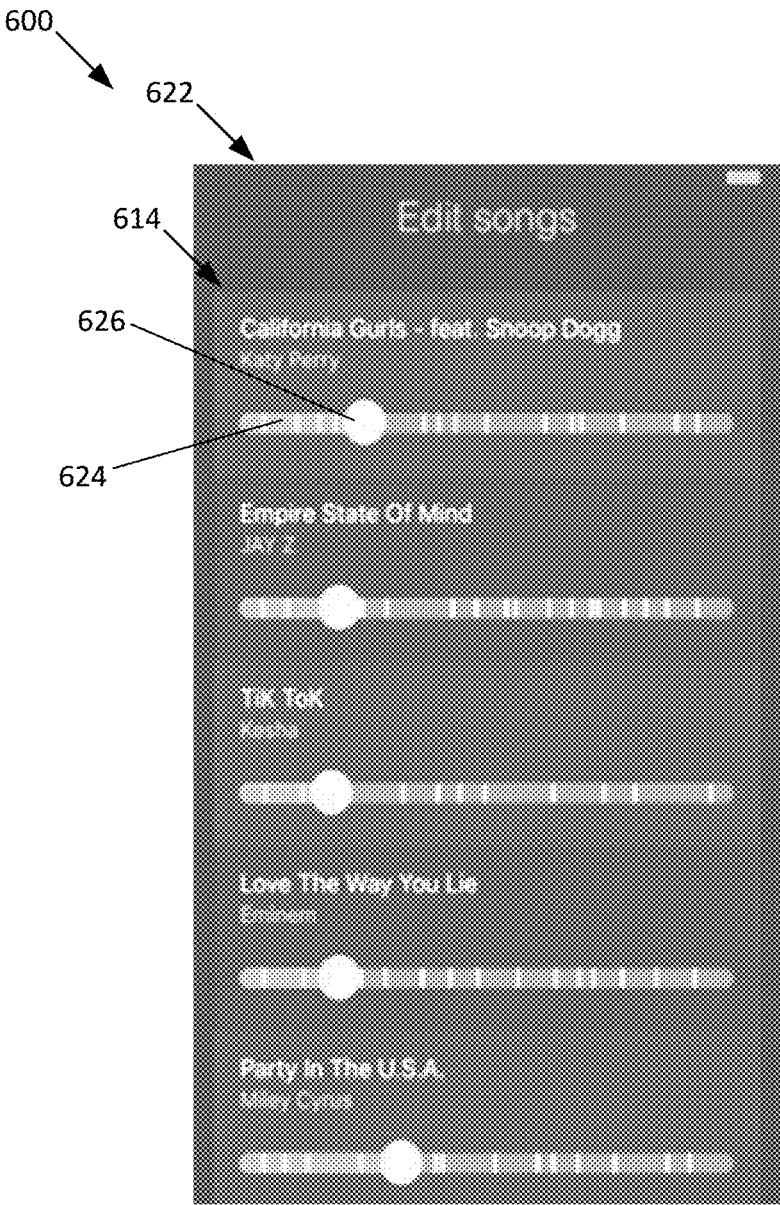 600
622
614
Edit songs
626
California Gurls - feat. Snoop Dogg
Katy Perry
624
Empire State Of Mind
JAY Z
TiK ToK
Kesha
Love The Way You Lie
Eminem
Party In The U.S.A.
Miley Cyrus